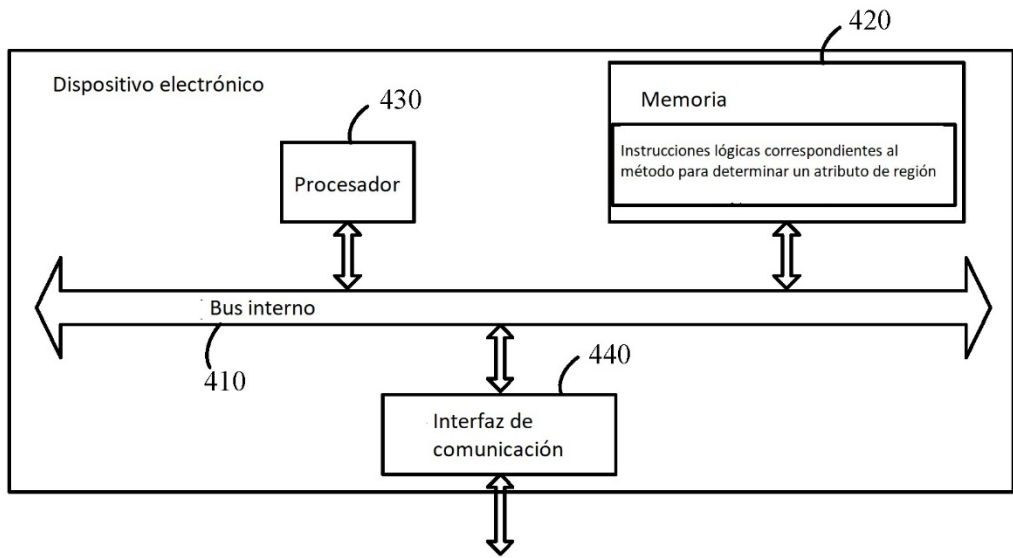 420
Dispositivo electrónico
430
Memoria
Instrucciones lógicas correspondientes al
método para determinar un atributo de región
Procesador
Bus interno
410
440
Interfaz de
comunicación